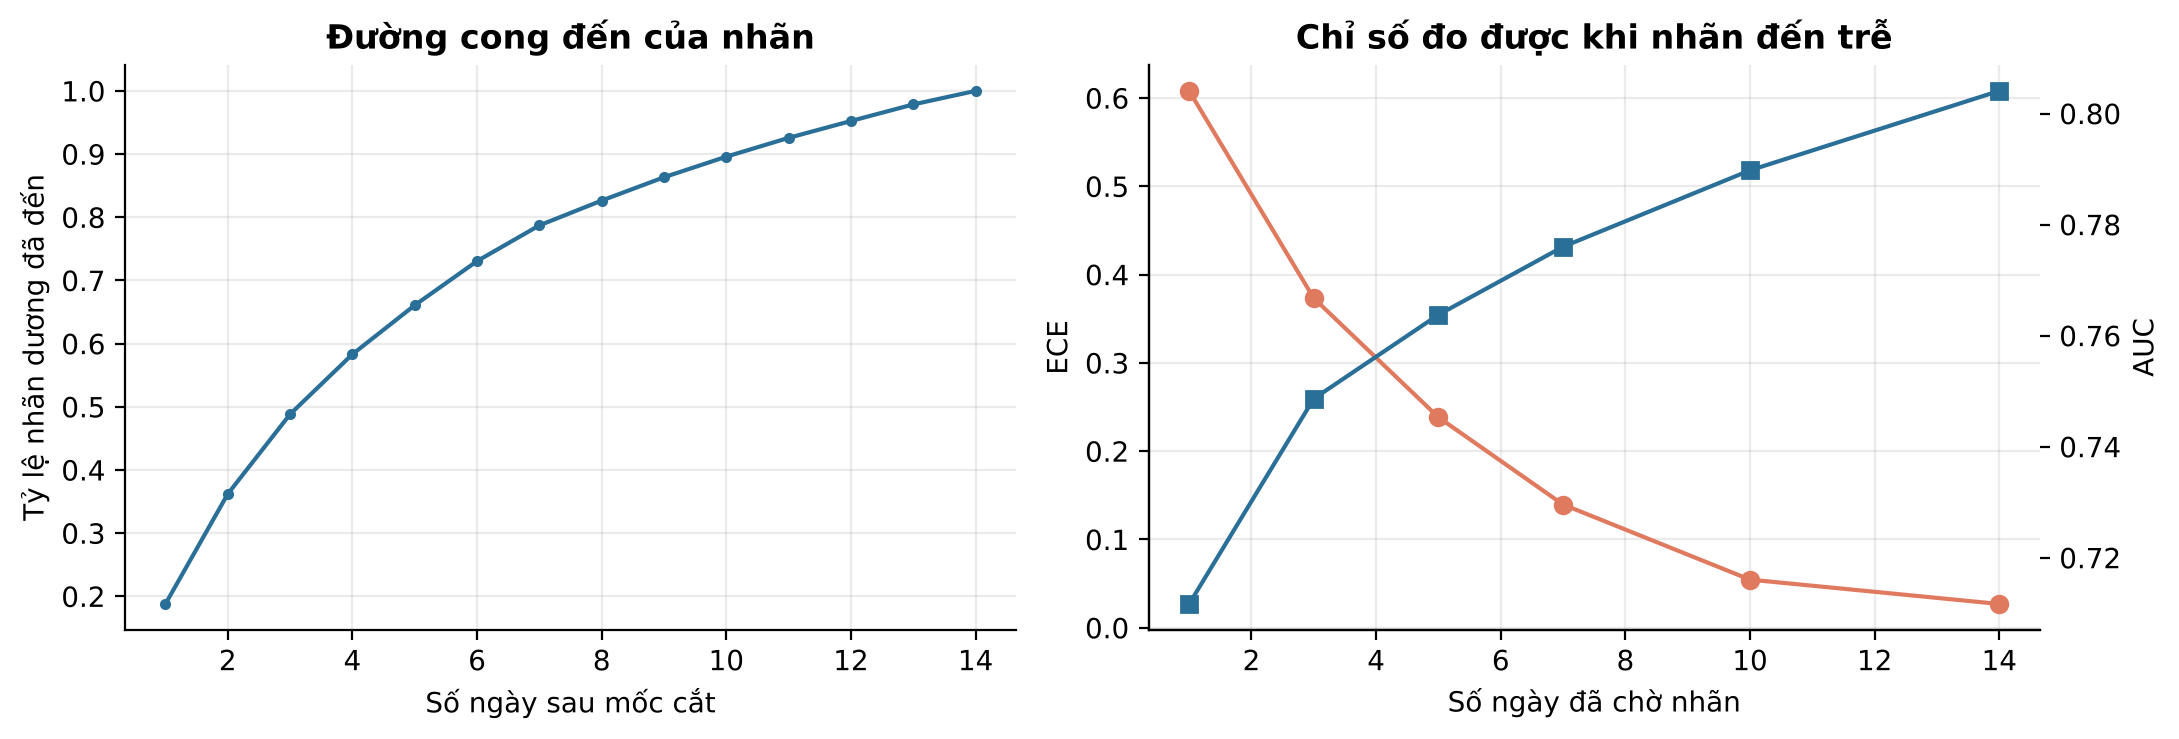 Đường cong đến của nhãn
Tỷ lệ nhãn dương đã đến
1.0
0.9
0.8
0.7
0.6
0.5
0.4
0.3
0.2
2 4 6 8 10 12 14
Số ngày sau mốc cắt
Chỉ số đo được khi nhãn đến trễ
ECE
0.6
0.5
0.4
0.3
0.2
0.1
0.0
2 4 6 8 10 12 14
Số ngày đã chờ nhãn
0.80
0.78
0.76
0.74
0.72
AUC